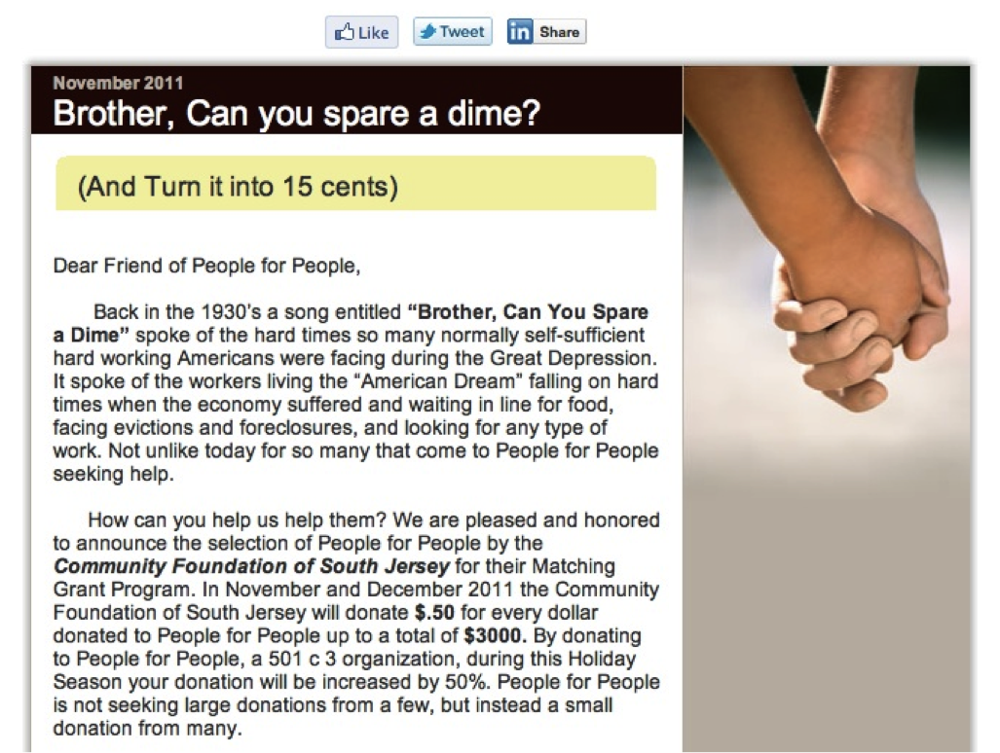 Like Tweet in Share
November 2011
Brother, Can you spare a dime?
(And Turn it into 15 cents)
Dear Friend of People for People,
Back in the 1930's a song entitled “Brother, Can You Spare
a Dime” spoke of the hard times so many normally self-sufficient
hard working Americans were facing during the Great Depression.
It spoke of the workers living the “American Dream” falling on hard
times when the economy suffered and waiting in line for food,
facing evictions and foreclosures, and looking for any type of
work. Not unlike today for so many that come to People for People
seeking help.
How can you help us help them? We are pleased and honored
to announce the selection of People for People by the
Community Foundation of South Jersey for their Matching
Grant Program. In November and December 2011 the Community
Foundation of South Jersey will donate $.50 for every dollar
donated to People for People up to a total of $3000. By donating
to People for People, a 501 c 3 organization, during this Holiday
Season your donation will be increased by 50%. People for People
is not seeking large donations from a few, but instead a small
donation from many.